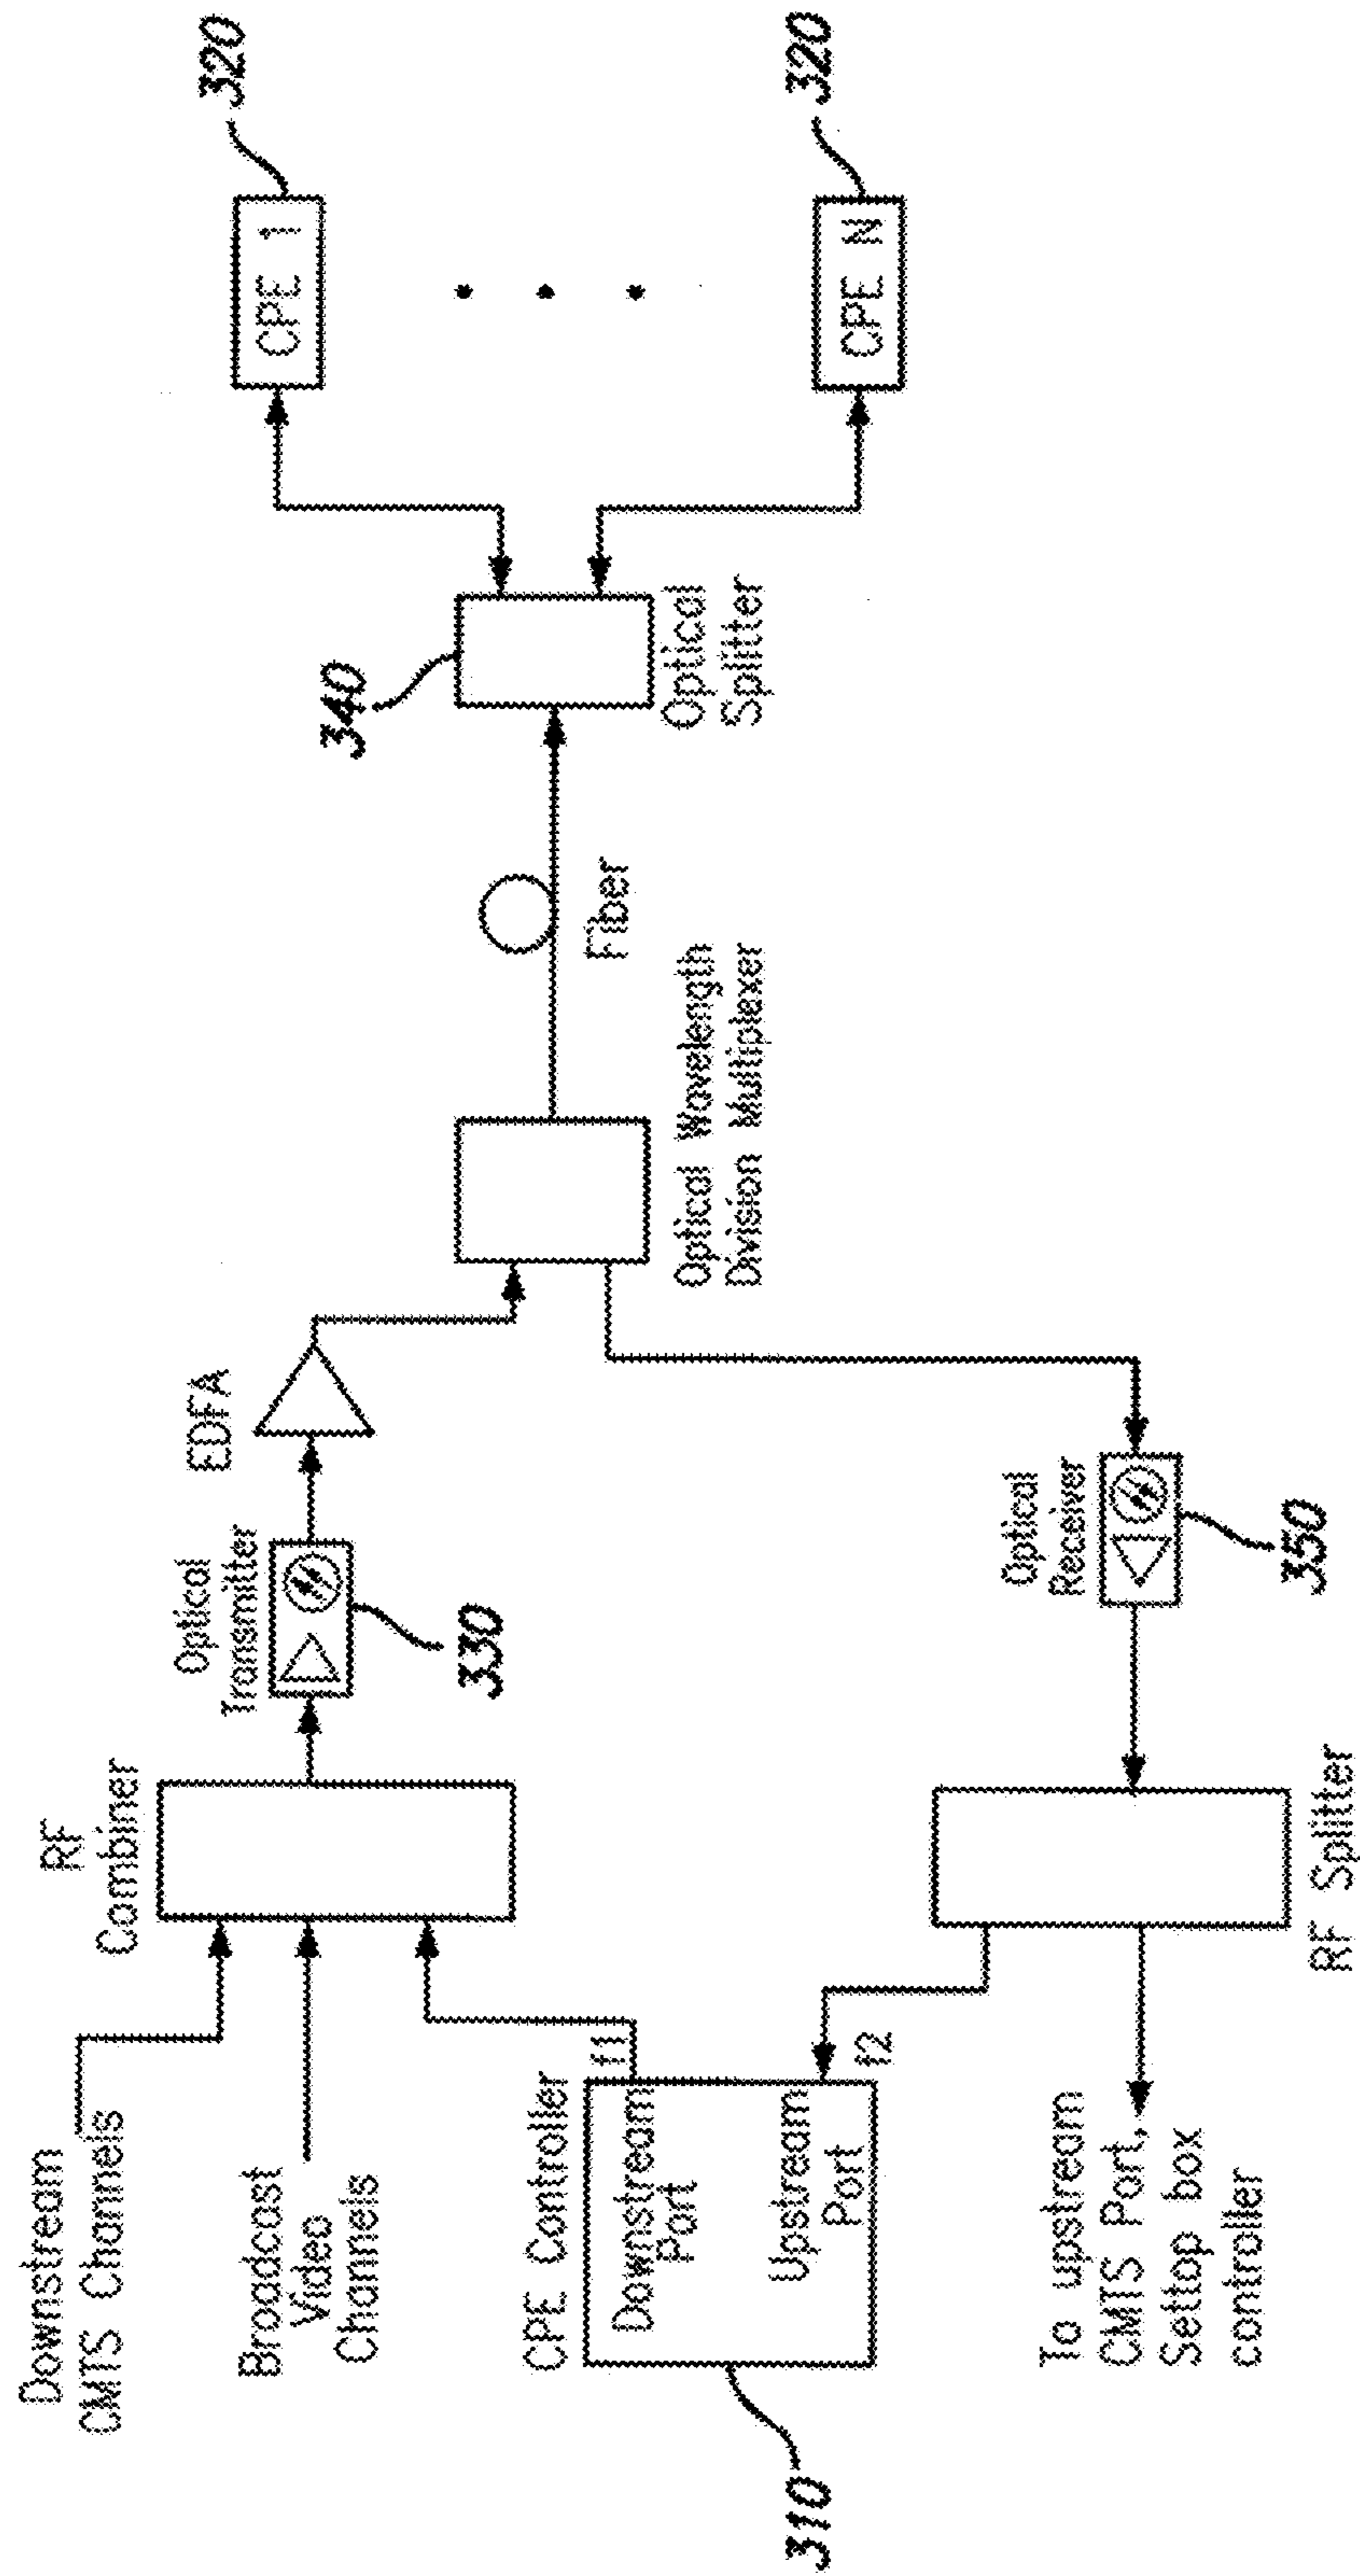 Downstream
CMTS Channels
Broadcast
Video
Channels
CPE Controller
Downstream
Port
f1
Upstream
Port
f2
310
To upstream
CMTS Port,
Settop box
controller
RF
Combiner
RF Splitter
Optical
Transmitter
330
EDFA
Optical
Receiver
350
Optical Wavelength
Division Multiplexer
Fiber
340
Optical
Splitter
CPE 1
320
CPE N
320